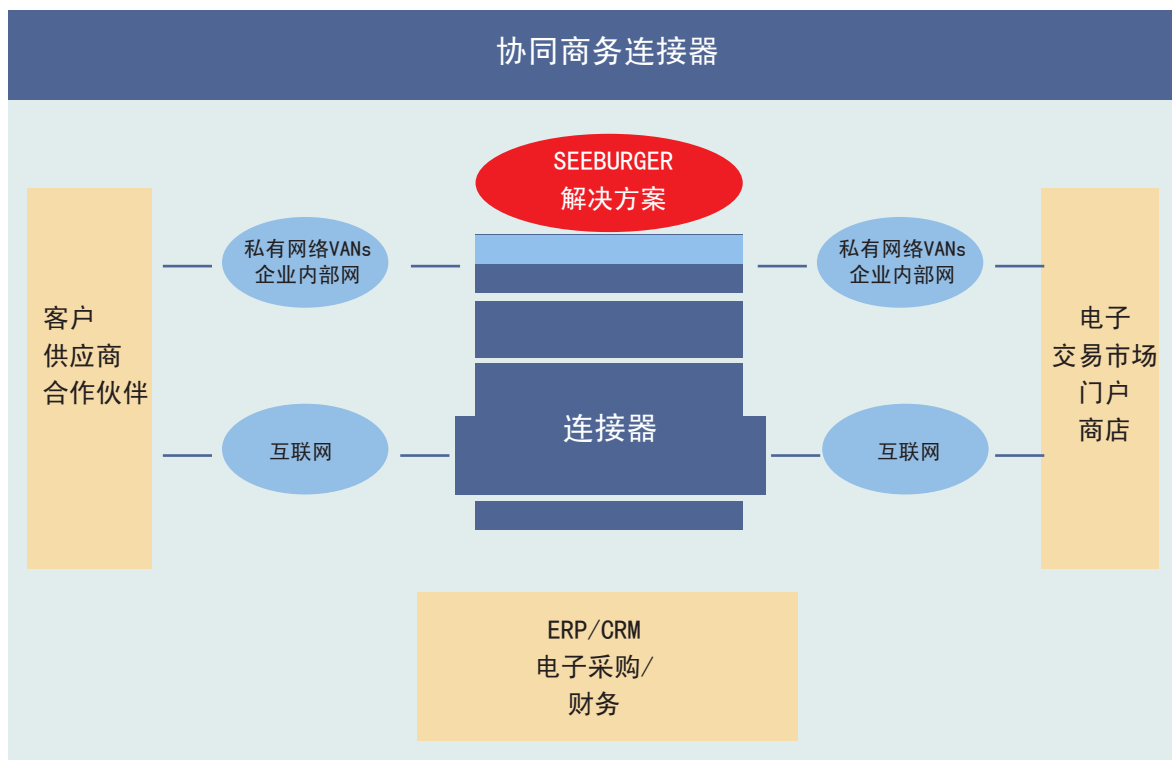 协同商务连接器
SEEBURGER
解决方案
私有网络VANs
企业内部网
私有网络VANs
企业内部网
客户
供应商
合作伙伴
电子
交易市场
门户
商店
互联网
连接器
互联网
ERP/CRM
电子采购/
财务